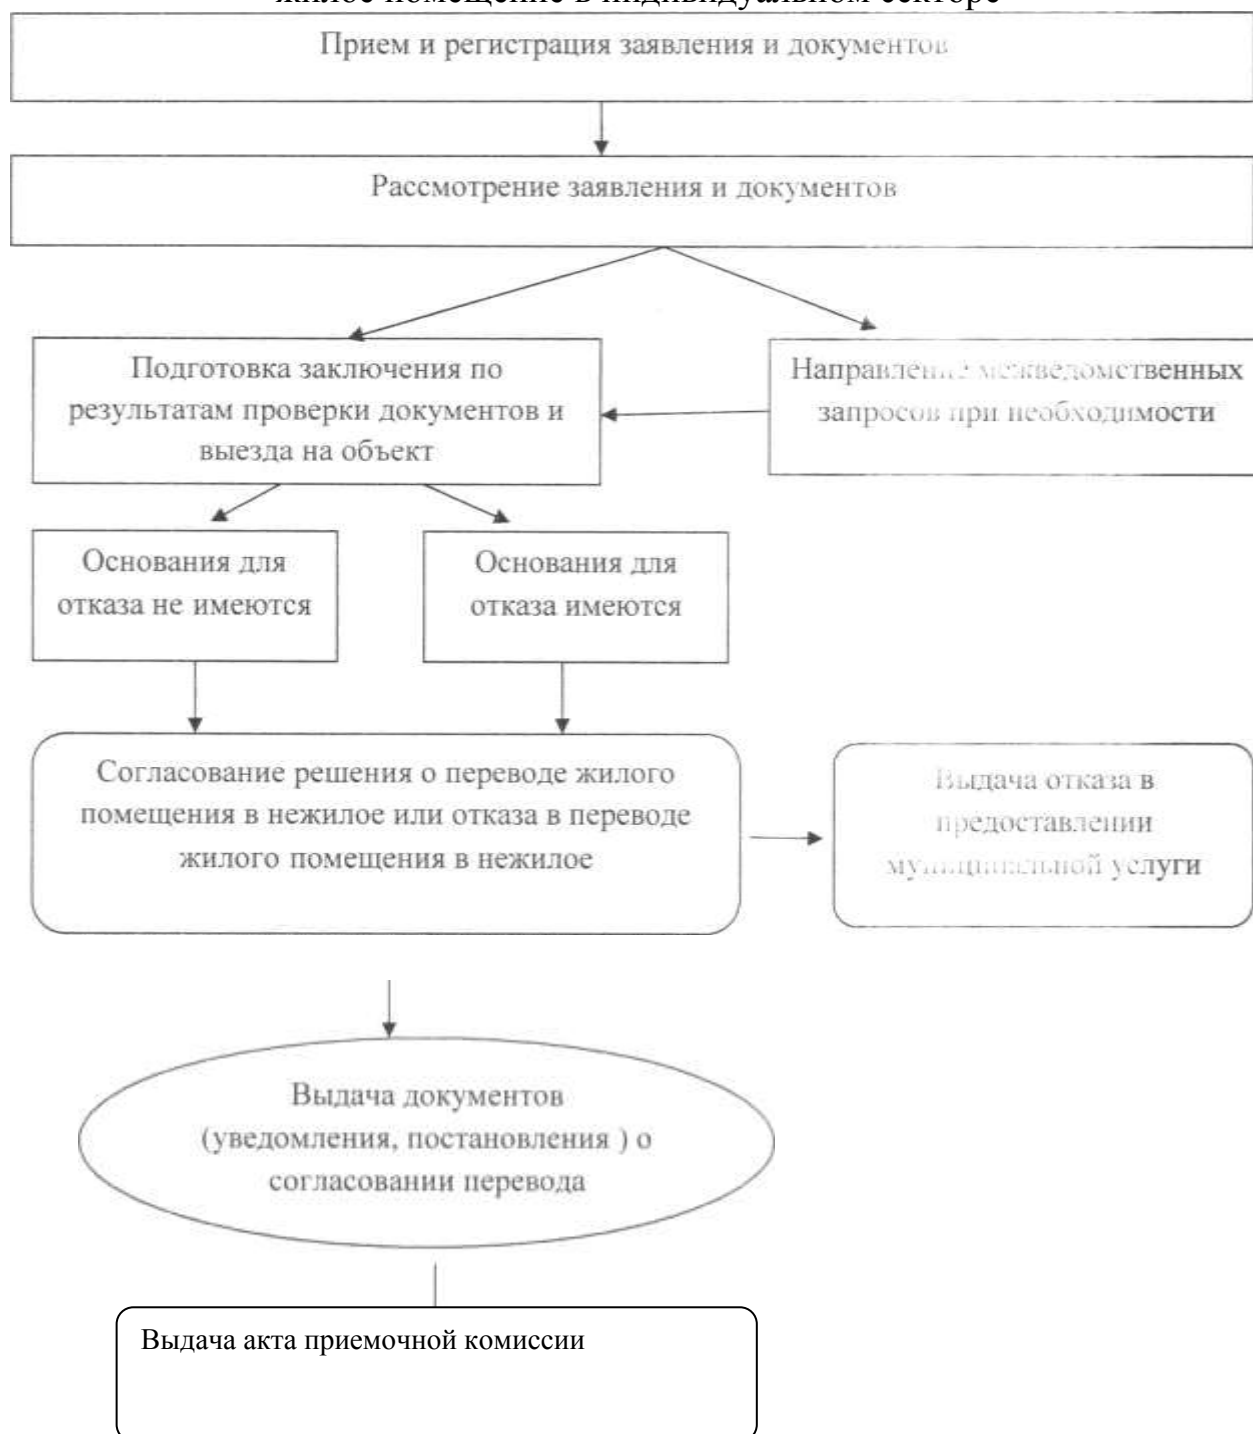 жилое помещение в индивидуальном секторе
Прием и регистрация заявления и документов
Рассмотрение заявления и документов
Подготовка заключения по
результатам проверки документов и
выезда на объект
Направление межведомственных
запросов при необходимости
Основания для
отказа не имеются
Основания для
отказа имеются
Согласование решения о переводе жилого
помещения в нежилое или отказа в переводе
жилого помещения в нежилое
Выдача отказа в
предоставлении
муниципальной услуги
Выдача документов
(уведомления, постановления ) о
согласовании перевода
Выдача акта приемочной комиссии